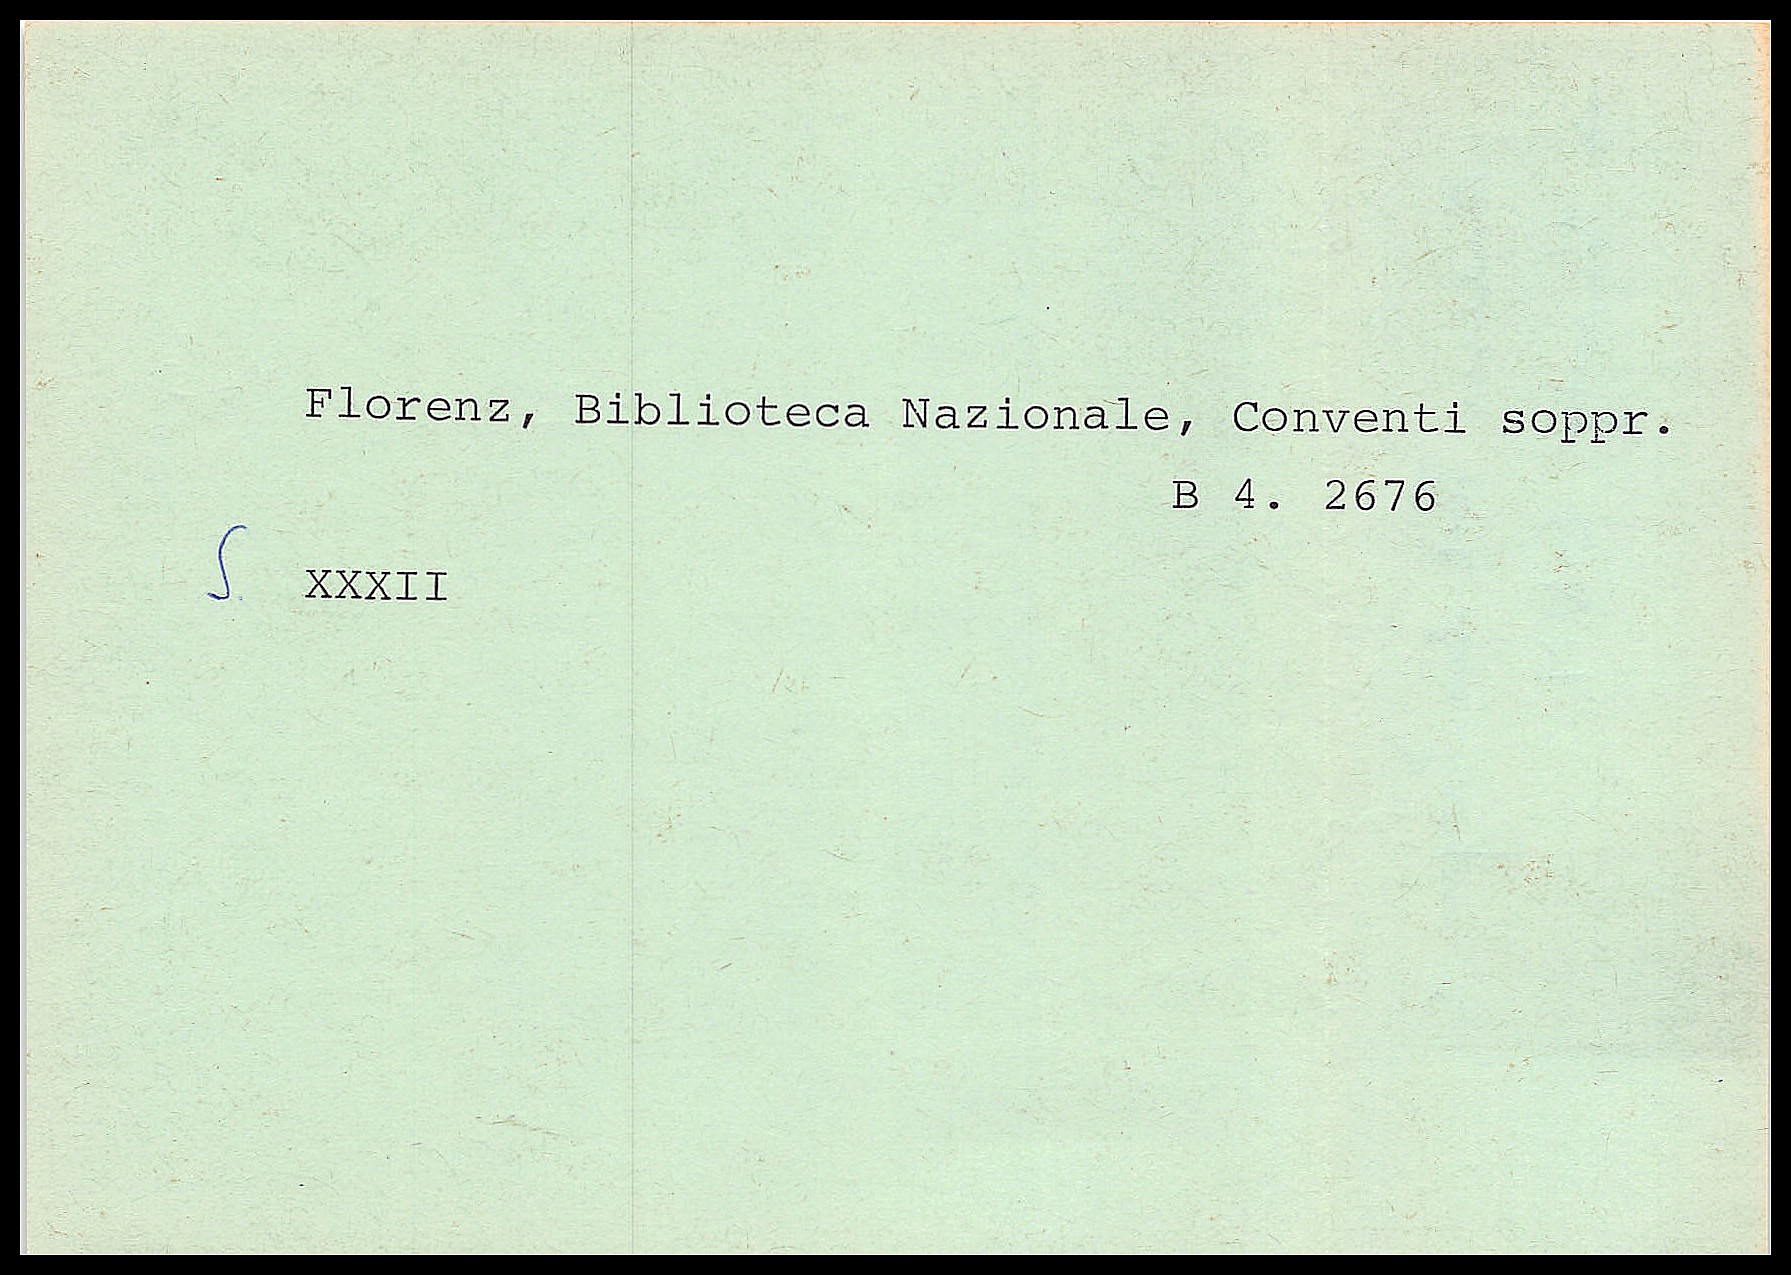 Florenz, Biblioteca Nazionale, Conventi soppr.
B 4. 2676
S. XXXII